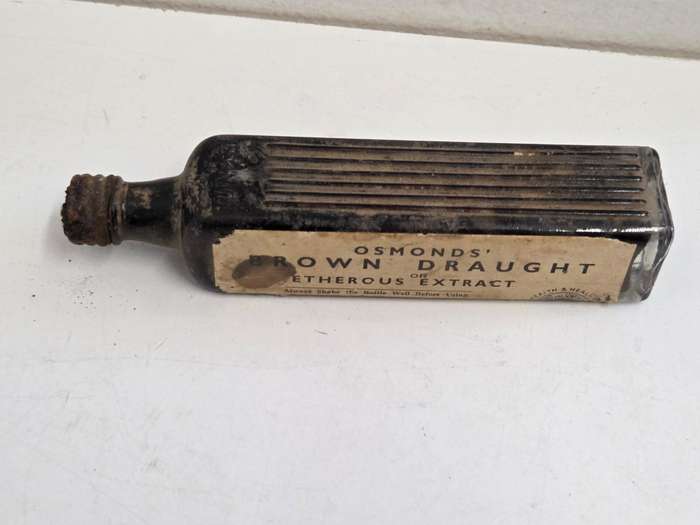 OSMONDS'
BROWN DRAUGHT
OR
ETHEROUS EXTRACT
Always Shake the Bottle Well Before Using